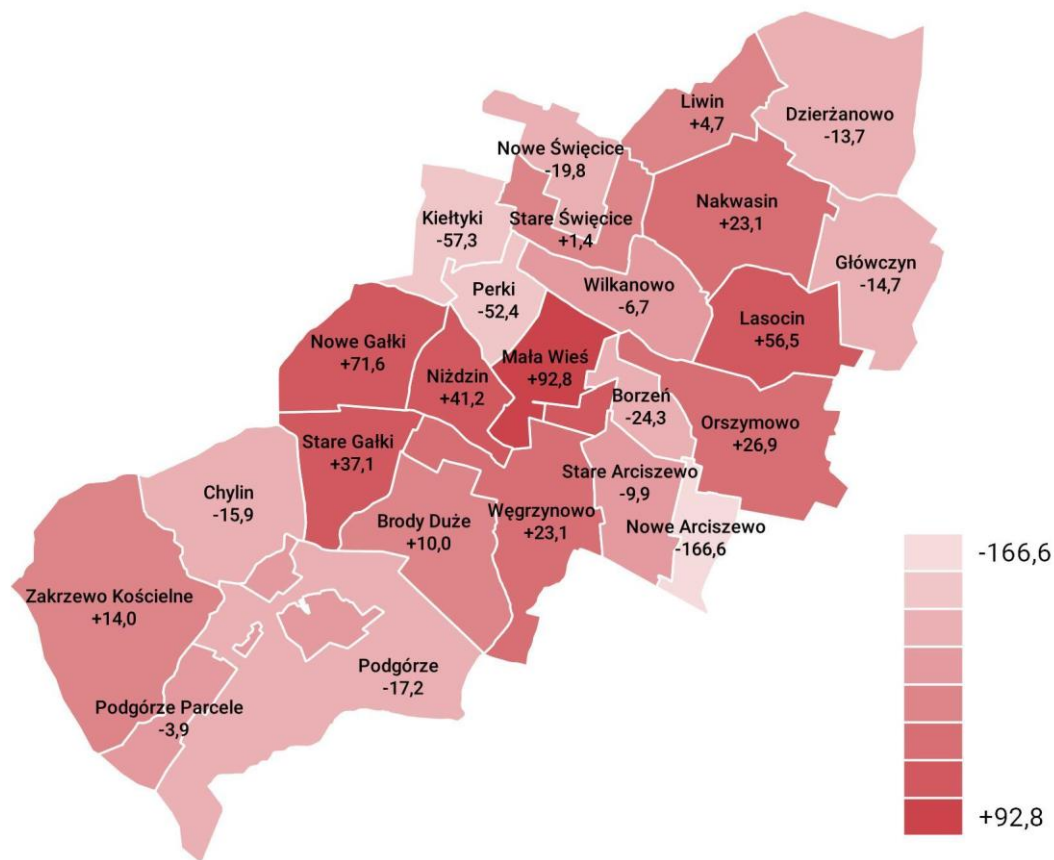 Liwin
+4,7
Dzierżanowo
-13,7
Nowe Święcice
-19,8
Nakwasin
+23,1
Kiełtyki
-57,3
Stare Święcice
+1,4
Główczyn
-14,7
Perki
-52,4
Wilkanowo
-6,7
Lasocin
+56,5
Nowe Gałki
+71,6
Niżdzin
+41,2
Mała Wieś
+92,8
Borzeń
-24,3
Orszymowo
+26,9
Stare Gałki
+37,1
Chylin
-15,9
Brody Duże
+10,0
Węgrzynowo
+23,1
Stare Arciszewo
-9,9
Nowe Arciszewo
-166,6
Zakrzewo Kościelne
+14,0
Podgórze
-17,2
Podgórze Parcele
-3,9
-166,6
+92,8